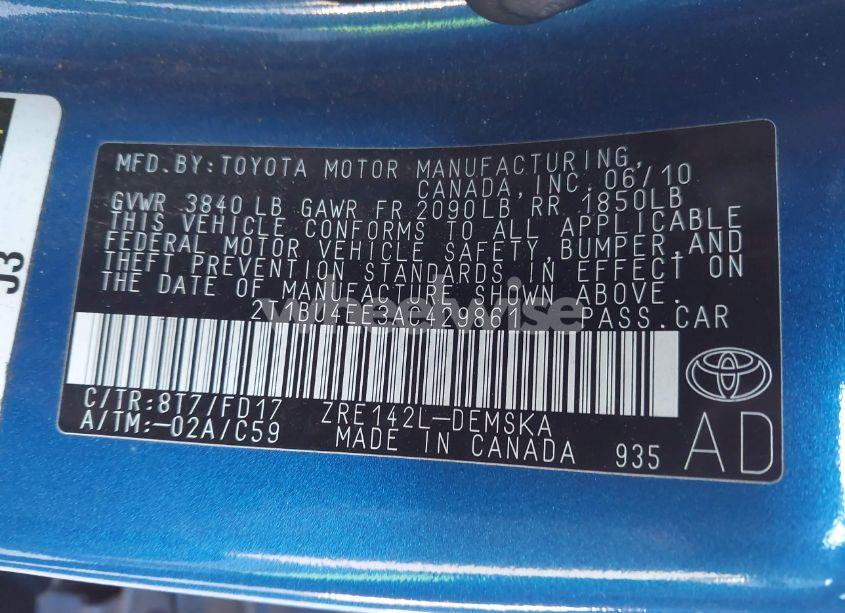 MFD.BY:TOYOTA MOTOR MANUFACTURING,
CANADA, INC. 06/10
GVWR 3840 LB GAWR FR 2090LB RR 1850LB
THIS VEHICLE CONFORMS TO ALL APPLICABLE
FEDERAL MOTOR VEHICLE SAFETY, BUMPER, AND
THEFT PREVENTION STANDARDS IN EFFECT ON
THE DATE OF MANUFACTURE SHOWN ABOVE.
PASS.CAR
wheelwise
C/TR:8T7/FD17 ZRE142L-DEMSKA
A/TM:-02A/C59 MADE IN CANADA 935 AD
J3